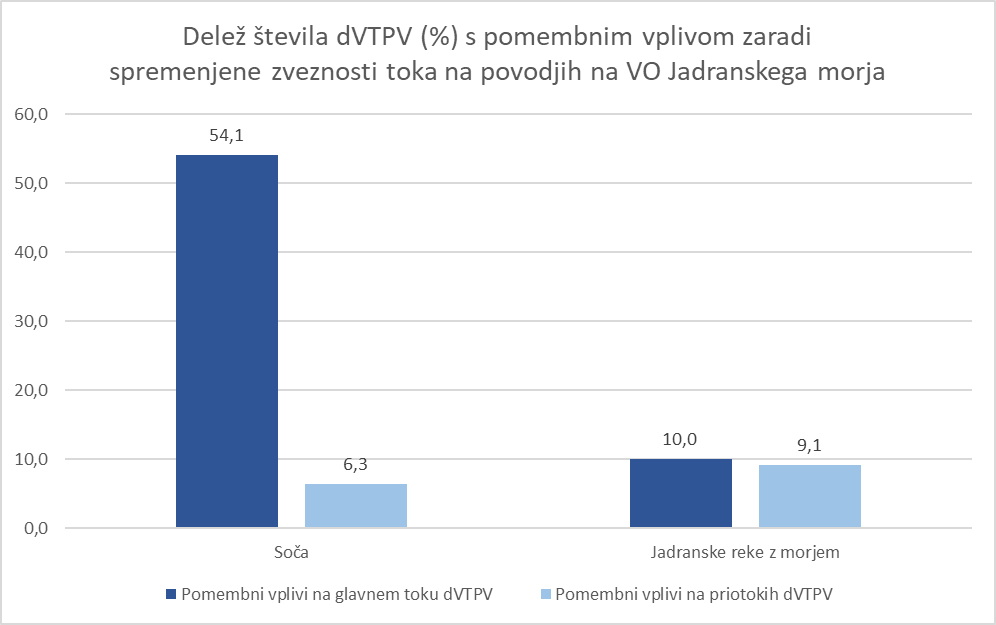 Delež števila dVTPV (%) s pomembnim vplivom zaradi
spremenjene zveznosti toka na povodjih na VO Jadranskega morja
60,0
54,1
50,0
40,0
30,0
20,0
10,0
6,3
10,0
9,1
0,0
Soča
Jadranske reke z morjem
Pomembni vplivi na glavnem toku dVTPV
Pomembni vplivi na priotokih dVTPV